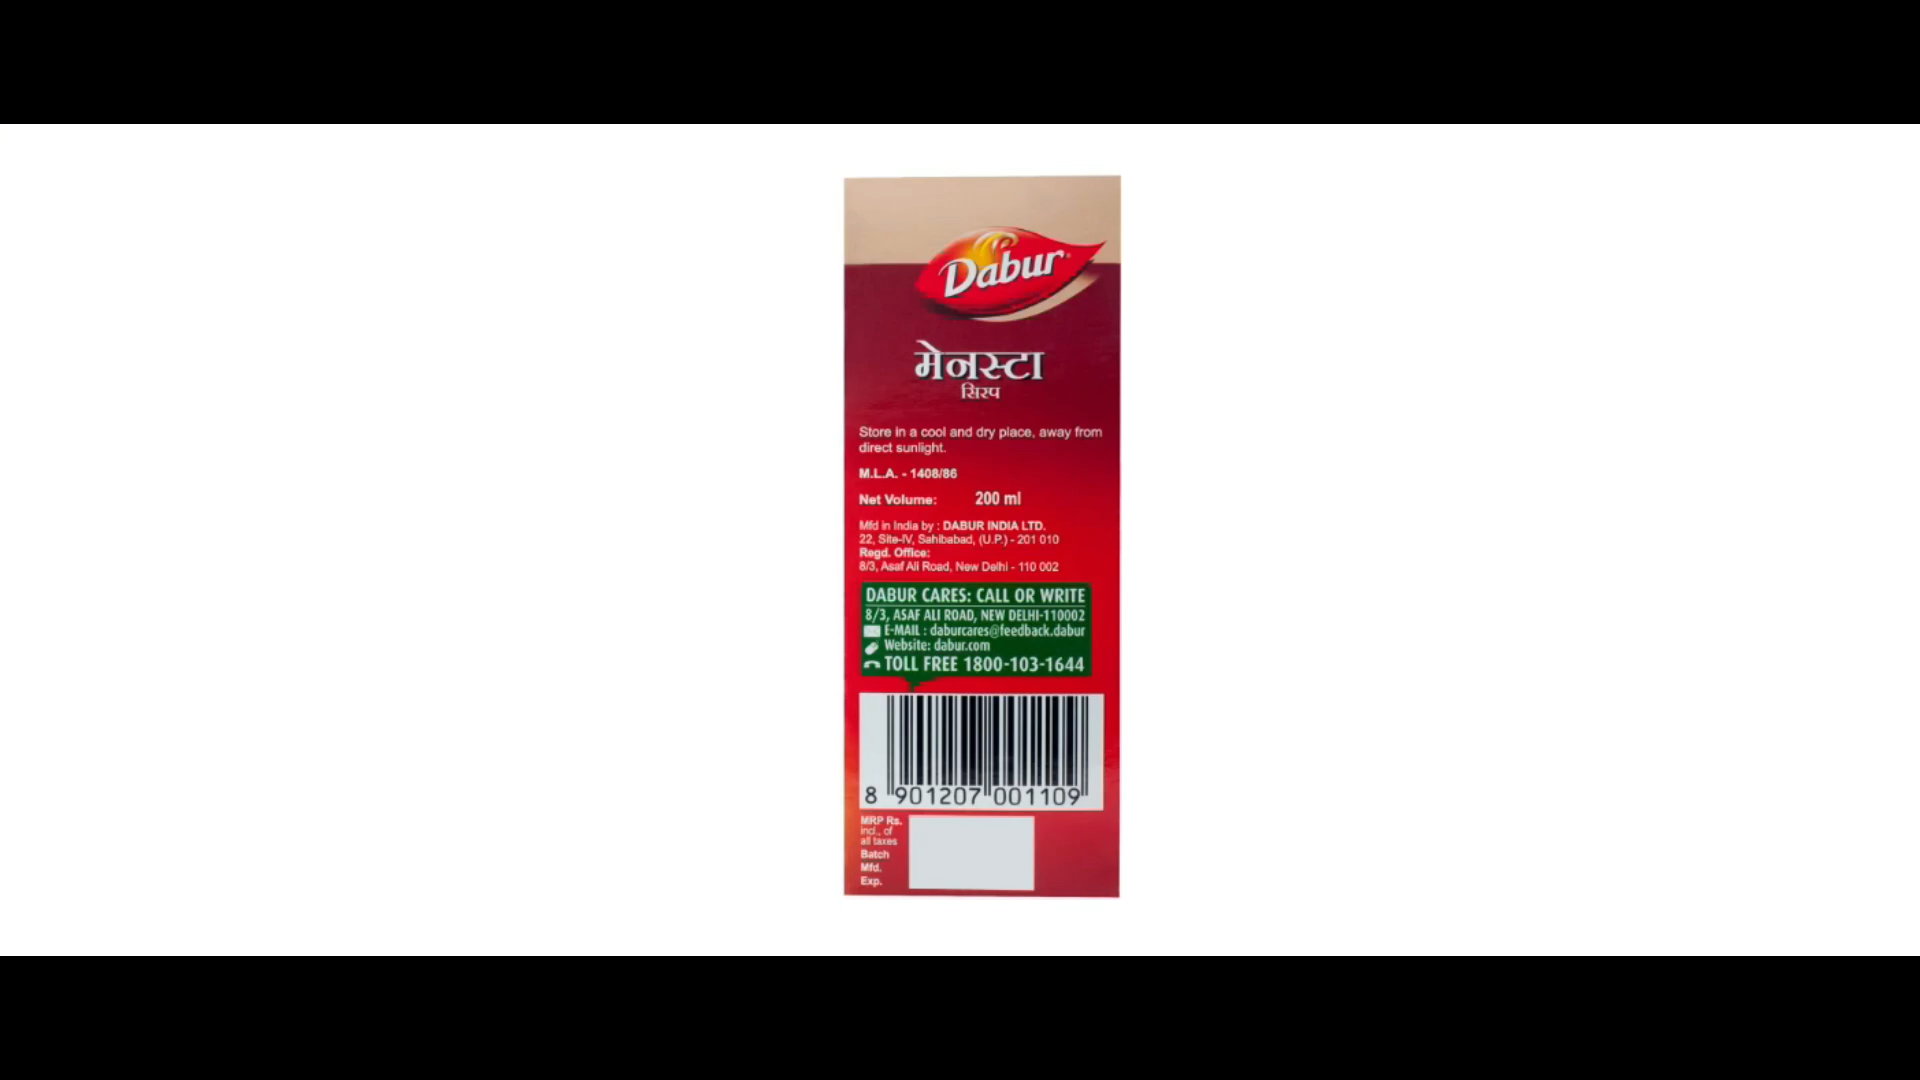 Dabur
मेनस्टा
सिरप
Store in a cool and dry place, away from
direct sunlight.
M.L.A. - 1408/86
Net Volume: 200 ml
Mfd in India by : DABUR INDIA LTD.
22, Site-IV, Sahibabad, (U.P.) - 201 010
Regd. Office:
8/3, Asaf Ali Road, New Delhi - 110 002
DABUR CARES: CALL OR WRITE
8/3, ASAF ALI ROAD, NEW DELHI-110002
E-MAIL : daburcares@feedback.dabur
Website: dabur.com
TOLL FREE 1800-103-1644
8 901207 001109
MRP Rs.
incl., of
all taxes
Batch
Mfd.
Exp.